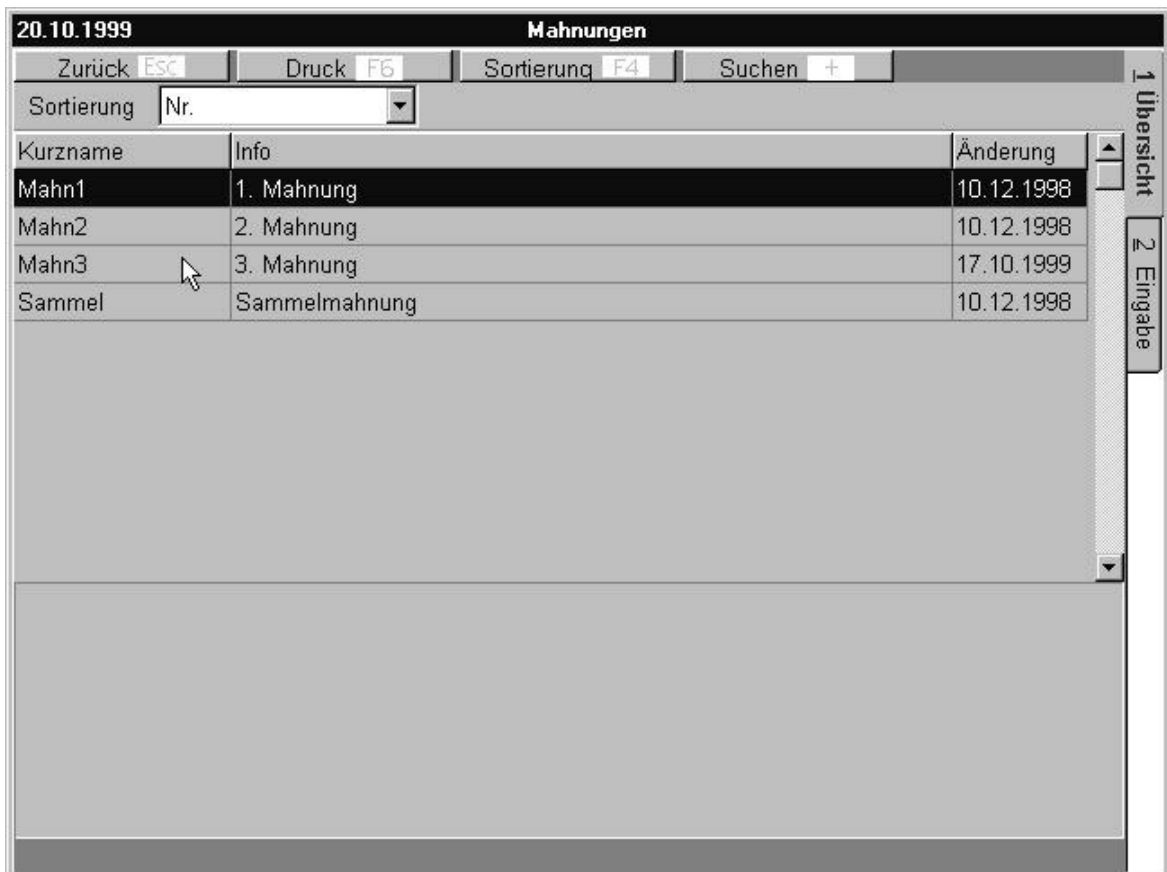 20.10.1999 Mahnungen
Zurück Esc Druck F6 Sortierung F4 Suchen +
Sortierung Nr.
Kurzname Info Änderung
Mahn1 1. Mahnung 10.12.1998
Mahn2 2. Mahnung 10.12.1998
Mahn3 3. Mahnung 17.10.1999
Sammel Sammelmahnung 10.12.1998
1 Übersicht
2 Eingabe